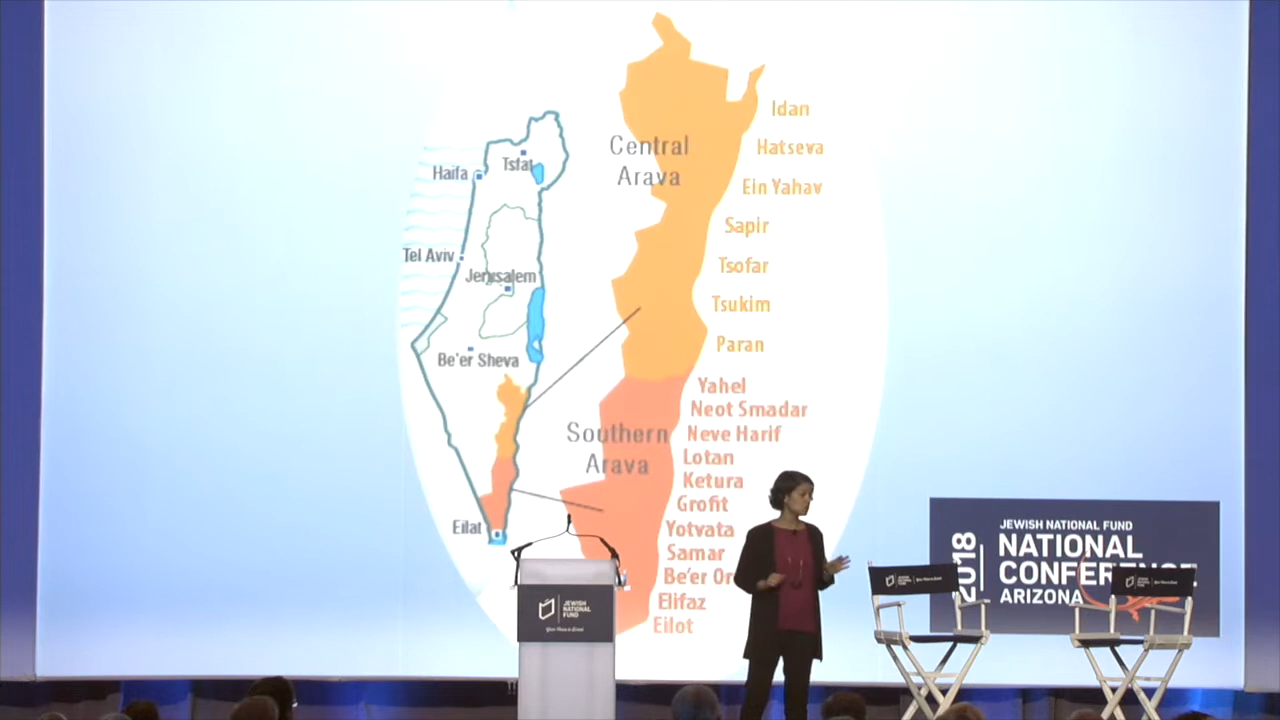 Central
Arava
Idan
Hatseva
Ein Yahav
Sapir
Tsofar
Tsukim
Paran
Tsfat
Haifa
Tel Aviv
Jerusalem
Be'er Sheva
Eilat
Southern
Arava
Yahel
Neot Smadar
Neve Harif
Lotan
Ketura
Grofit
Yotvata
Samar
Be'er Or
Elifaz
Eilot
JEWISH
NATIONAL
FUND
2018
JEWISH NATIONAL FUND
NATIONAL
CONFERENCE
ARIZONA